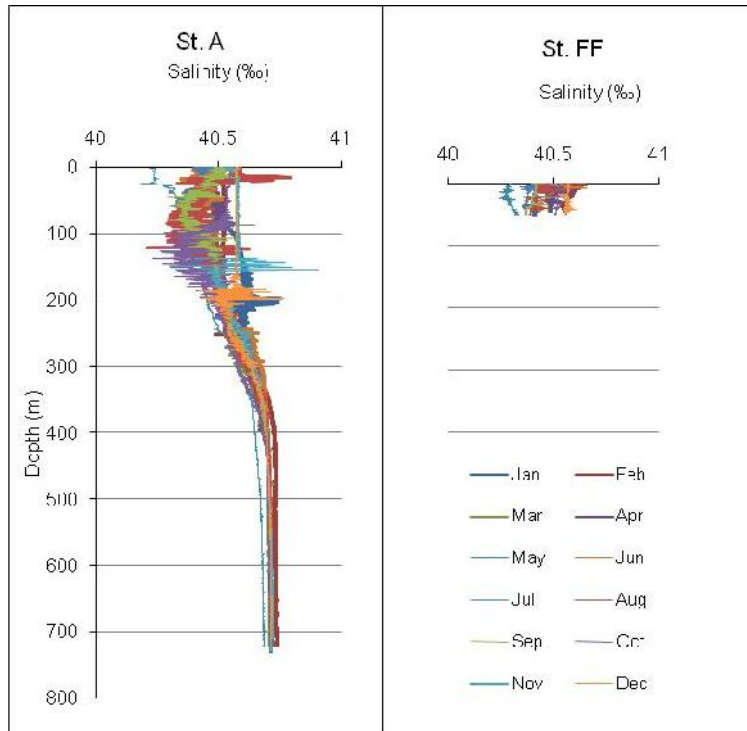 St. A
Salinity (‰)
40 40.5 41
0
100
200
300
400
500
600
700
800
Depth (m)
St. FF
Salinity (‰)
40 40.5 41
Jan Feb
Mar Apr
May Jun
Jul Aug
Sep Oct
Nov Dec